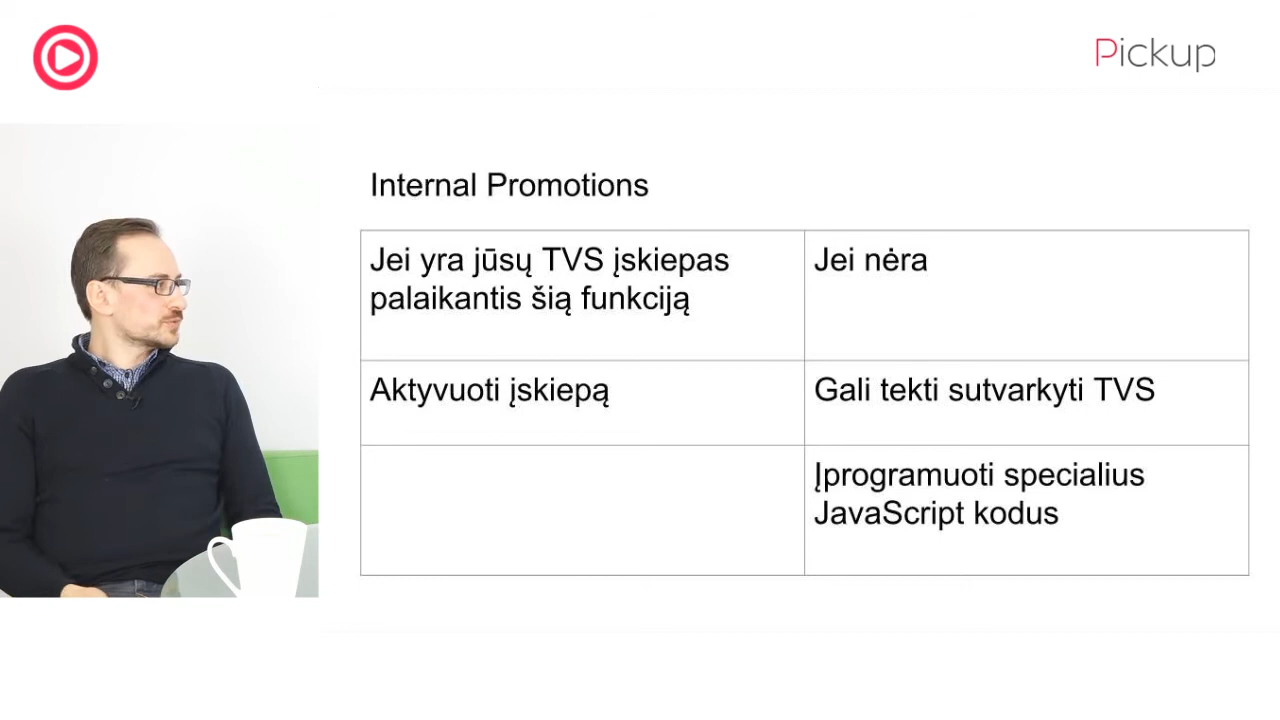 Pickup
Internal Promotions
Jei yra jūsų TVS įskiepas
palaikantis šią funkciją
Jei nėra
Aktyvuoti įskiepą
Gali tekti sutvarkyti TVS
Įprogramuoti specialius
JavaScript kodus